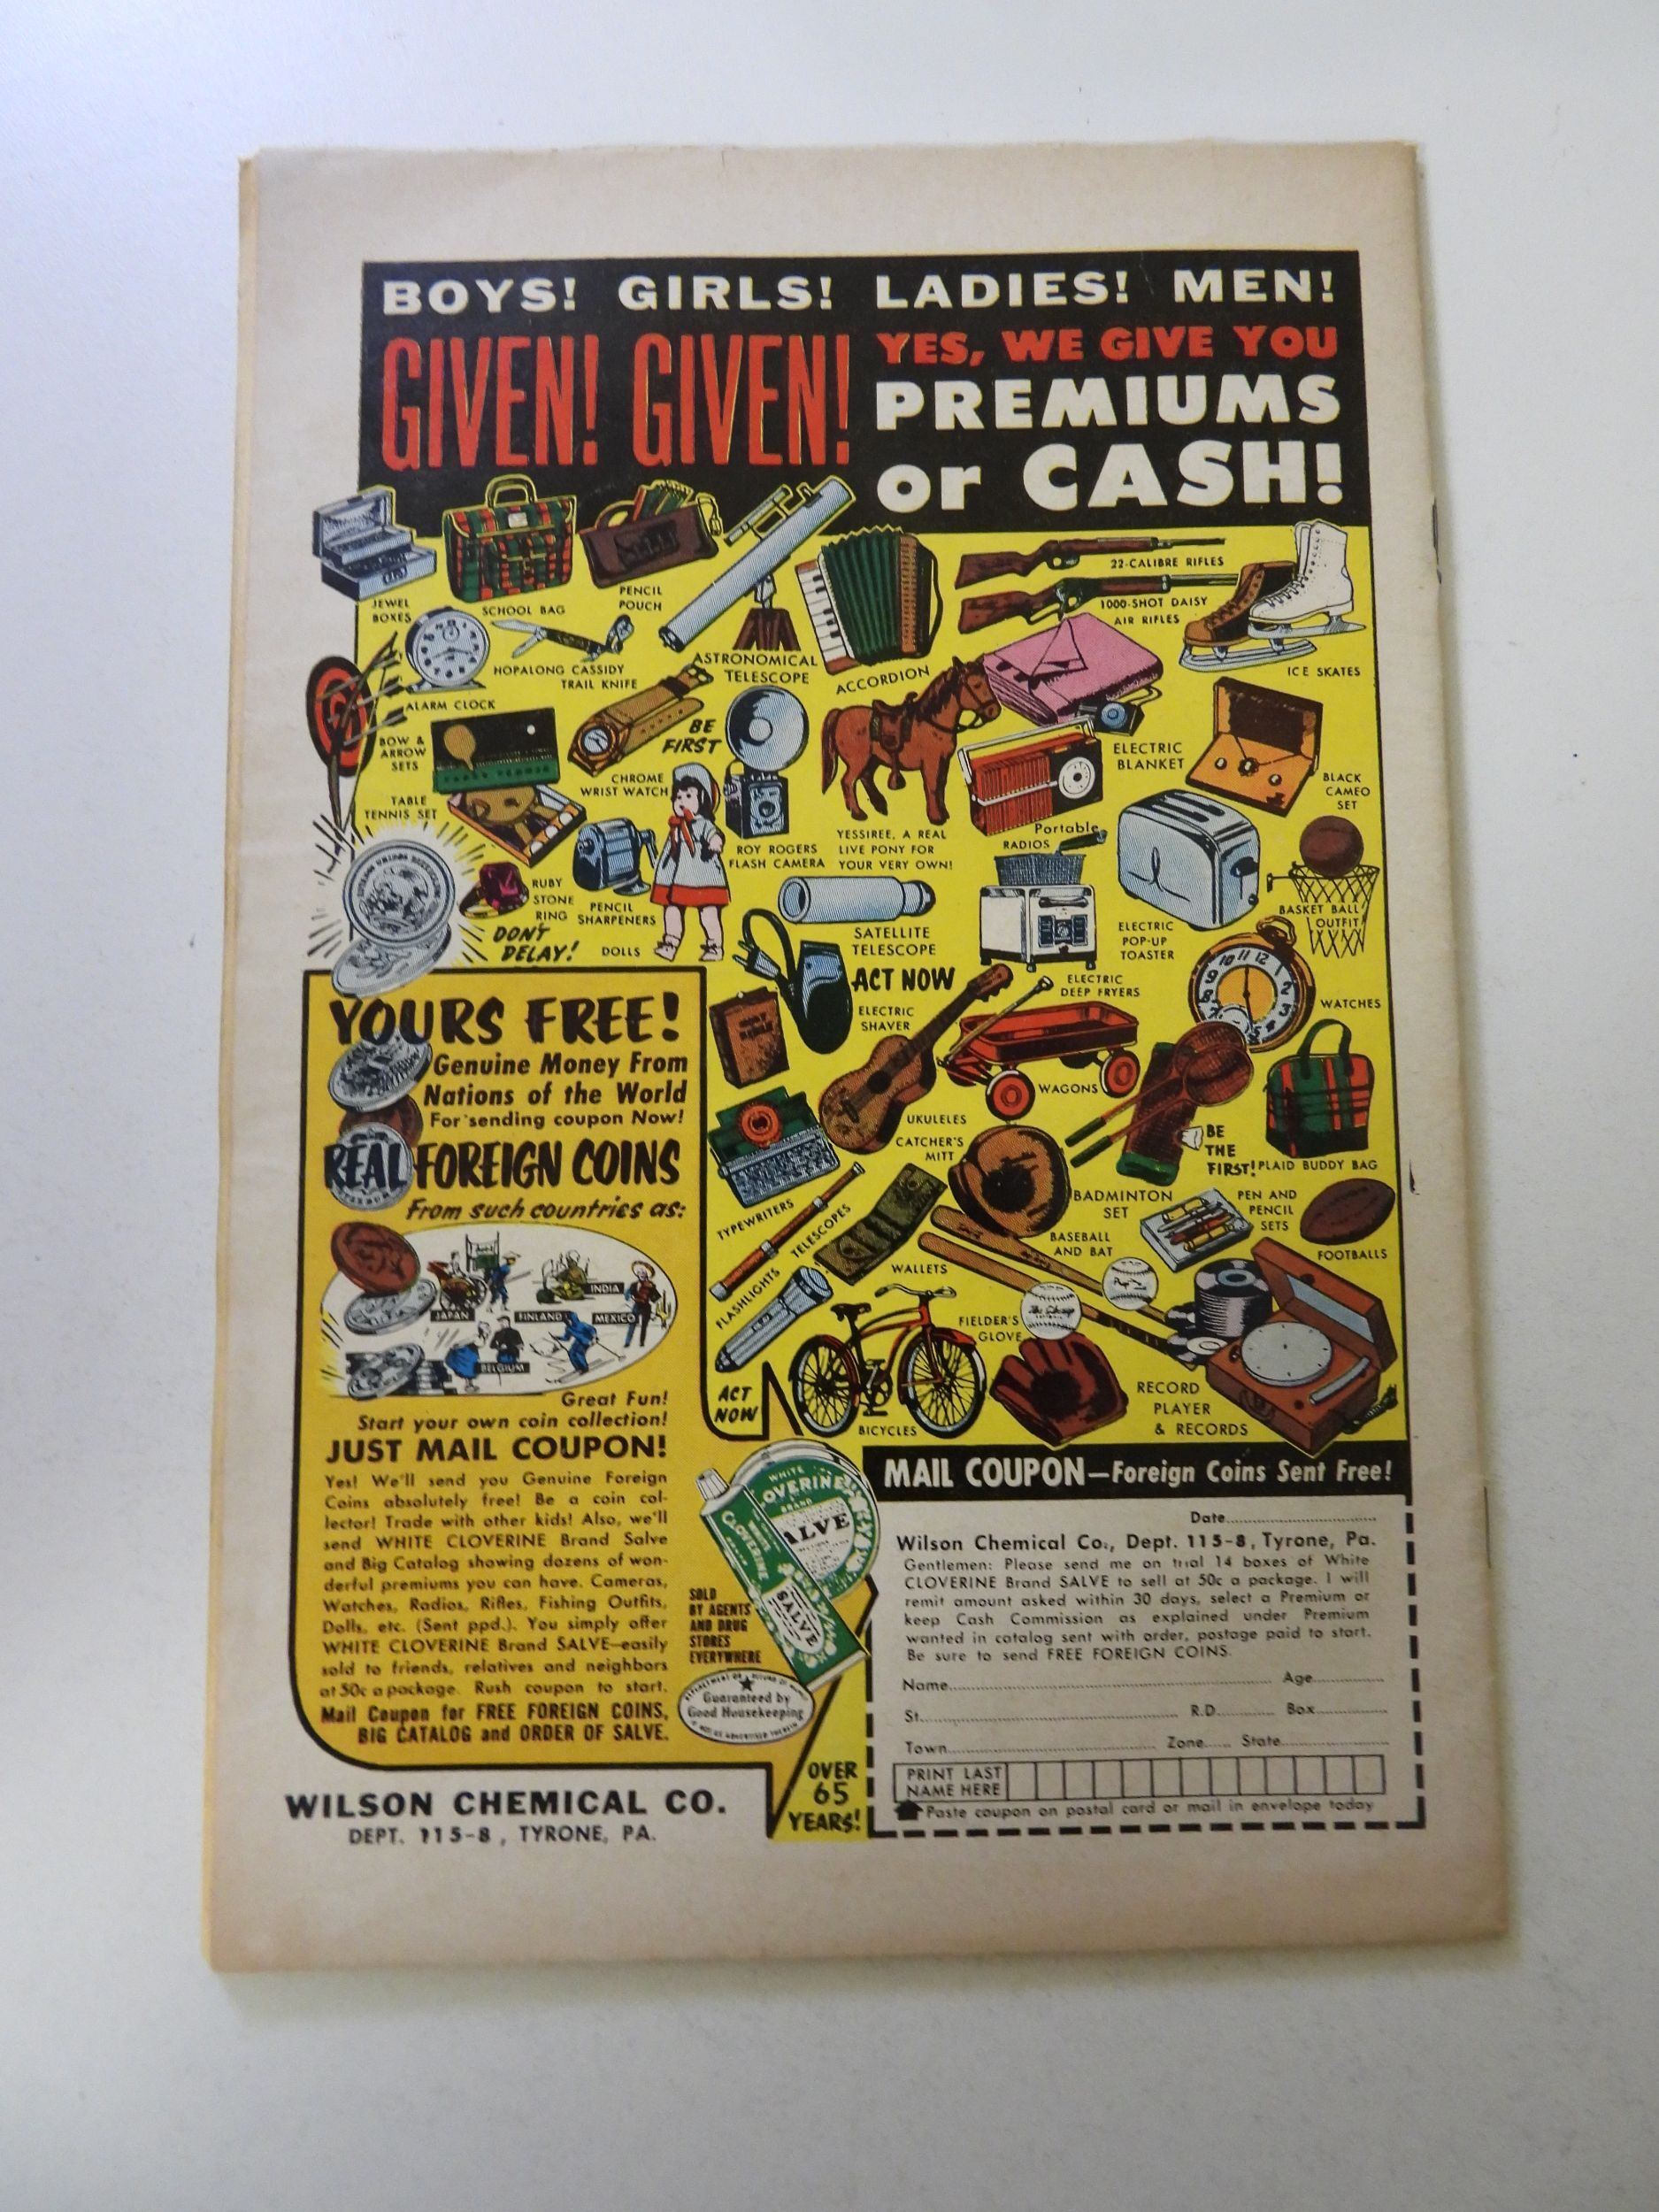 BOYS! GIRLS! LADIES! MEN!
GIVEN! GIVEN!
YES, WE GIVE YOU
PREMIUMS
or CASH!
JEWEL
BOXES
SCHOOL BAG
PENCIL
POUCH
ASTRONOMICAL
TELESCOPE
ACCORDION
22-CALIBRE RIFLES
1000-SHOT DAISY
AIR RIFLES
ICE SKATES
HOPALONG CASSIDY
TRAIL KNIFE
ALARM CLOCK
BOW &
ARROW
SETS
TABLE
TENNIS SET
CHROME
WRIST WATCH
BE
FIRST
ROY ROGERS
FLASH CAMERA
YESSIREE, A REAL
LIVE PONY FOR
YOUR VERY OWN!
ELECTRIC
BLANKET
Portable
RADIOS
BLACK
CAMEO
SET
RUBY
STONE
RING
DON'T
DELAY!
PENCIL
SHARPENERS
DOLLS
SATELLITE
TELESCOPE
ELECTRIC
POP-UP
TOASTER
BASKET BALL
OUTFIT
ACT NOW
ELECTRIC
SHAVER
ELECTRIC
DEEP FRYERS
WATCHES
HOLY
BIBLE
WAGONS
UKULELES
CATCHER'S
MITT
BE
THE
FIRST!
PLAID BUDDY BAG
TYPEWRITERS
TELESCOPES
WALLETS
BADMINTON
SET
BASEBALL
AND BAT
PEN AND
PENCIL
SETS
FOOTBALLS
FLASHLIGHTS
FIELDER'S
GLOVE
ACT
NOW
BICYCLES
RECORD
PLAYER
& RECORDS
YOURS FREE!
Genuine Money From
Nations of the World
For sending coupon Now!
REAL FOREIGN COINS
From such countries as:
JAPAN
INDIA
FINLAND
MEXICO
BELGIUM
Great Fun!
Start your own coin collection!
JUST MAIL COUPON!
Yes! We'll send you Genuine Foreign
Coins absolutely free! Be a coin col-
lector! Trade with other kids! Also, we'll
send WHITE CLOVERINE Brand Salve
and Big Catalog showing dozens of won-
derful premiums you can have. Cameras,
Watches, Radios, Rifles, Fishing Outfits,
Dolls, etc. (Sent ppd.). You simply offer
WHITE CLOVERINE Brand SALVE—easily
sold to friends, relatives and neighbors
at 50c a package. Rush coupon to start.
Mail Coupon for FREE FOREIGN COINS,
BIG CATALOG and ORDER OF SALVE.
WHITE
CLOVERINE
BRAND
SALVE
CLOVERINE
SALVE
SOLD
BY AGENTS
AND DRUG
STORES
EVERYWHERE
Guaranteed by
Good Housekeeping
WILSON CHEMICAL CO.
DEPT. 115-8, TYRONE, PA.
OVER
65
YEARS!
MAIL COUPON—Foreign Coins Sent Free!
Date
Wilson Chemical Co., Dept. 115-8, Tyrone, Pa.
Gentlemen: Please send me on trial 14 boxes of White
CLOVERINE Brand SALVE to sell at 50c a package. I will
remit amount asked within 30 days, select a Premium or
keep Cash Commission as explained under Premium
wanted in catalog sent with order, postage paid to start.
Be sure to send FREE FOREIGN COINS.
Name Age
St. R.D. Box
Town Zone State
PRINT LAST
NAME HERE
Paste coupon on postal card or mail in envelope today